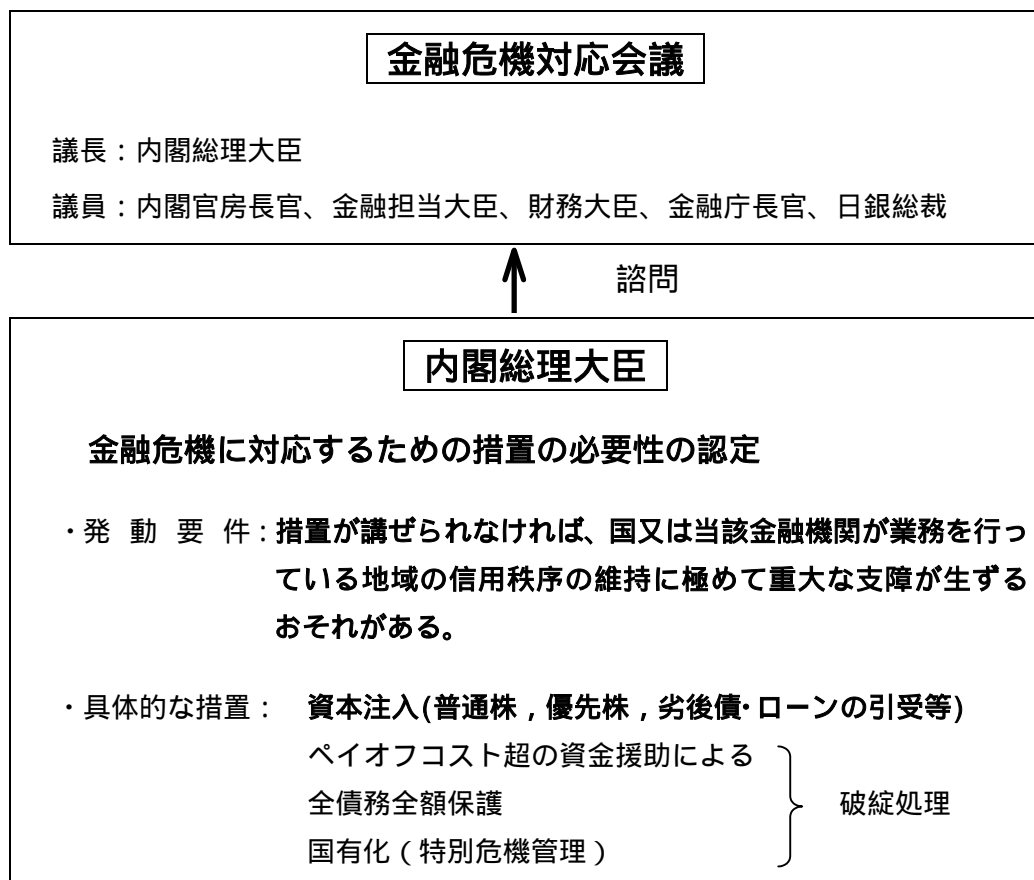 金融危機対応会議
議長：内閣総理大臣
議員：内閣官房長官、金融担当大臣、財務大臣、金融庁長官、日銀総裁
諮問
内閣総理大臣
金融危機に対応するための措置の必要性の認定
・発動要件：措置が講ぜられなければ、国又は当該金融機関が業務を行っ
ている地域の信用秩序の維持に極めて重大な支障が生ずる
おそれがある。
・具体的な措置：資本注入(普通株，優先株，劣後債・ローンの引受等)
ペイオフコスト超の資金援助による
全債務全額保護
破綻処理
国有化（特別危機管理）